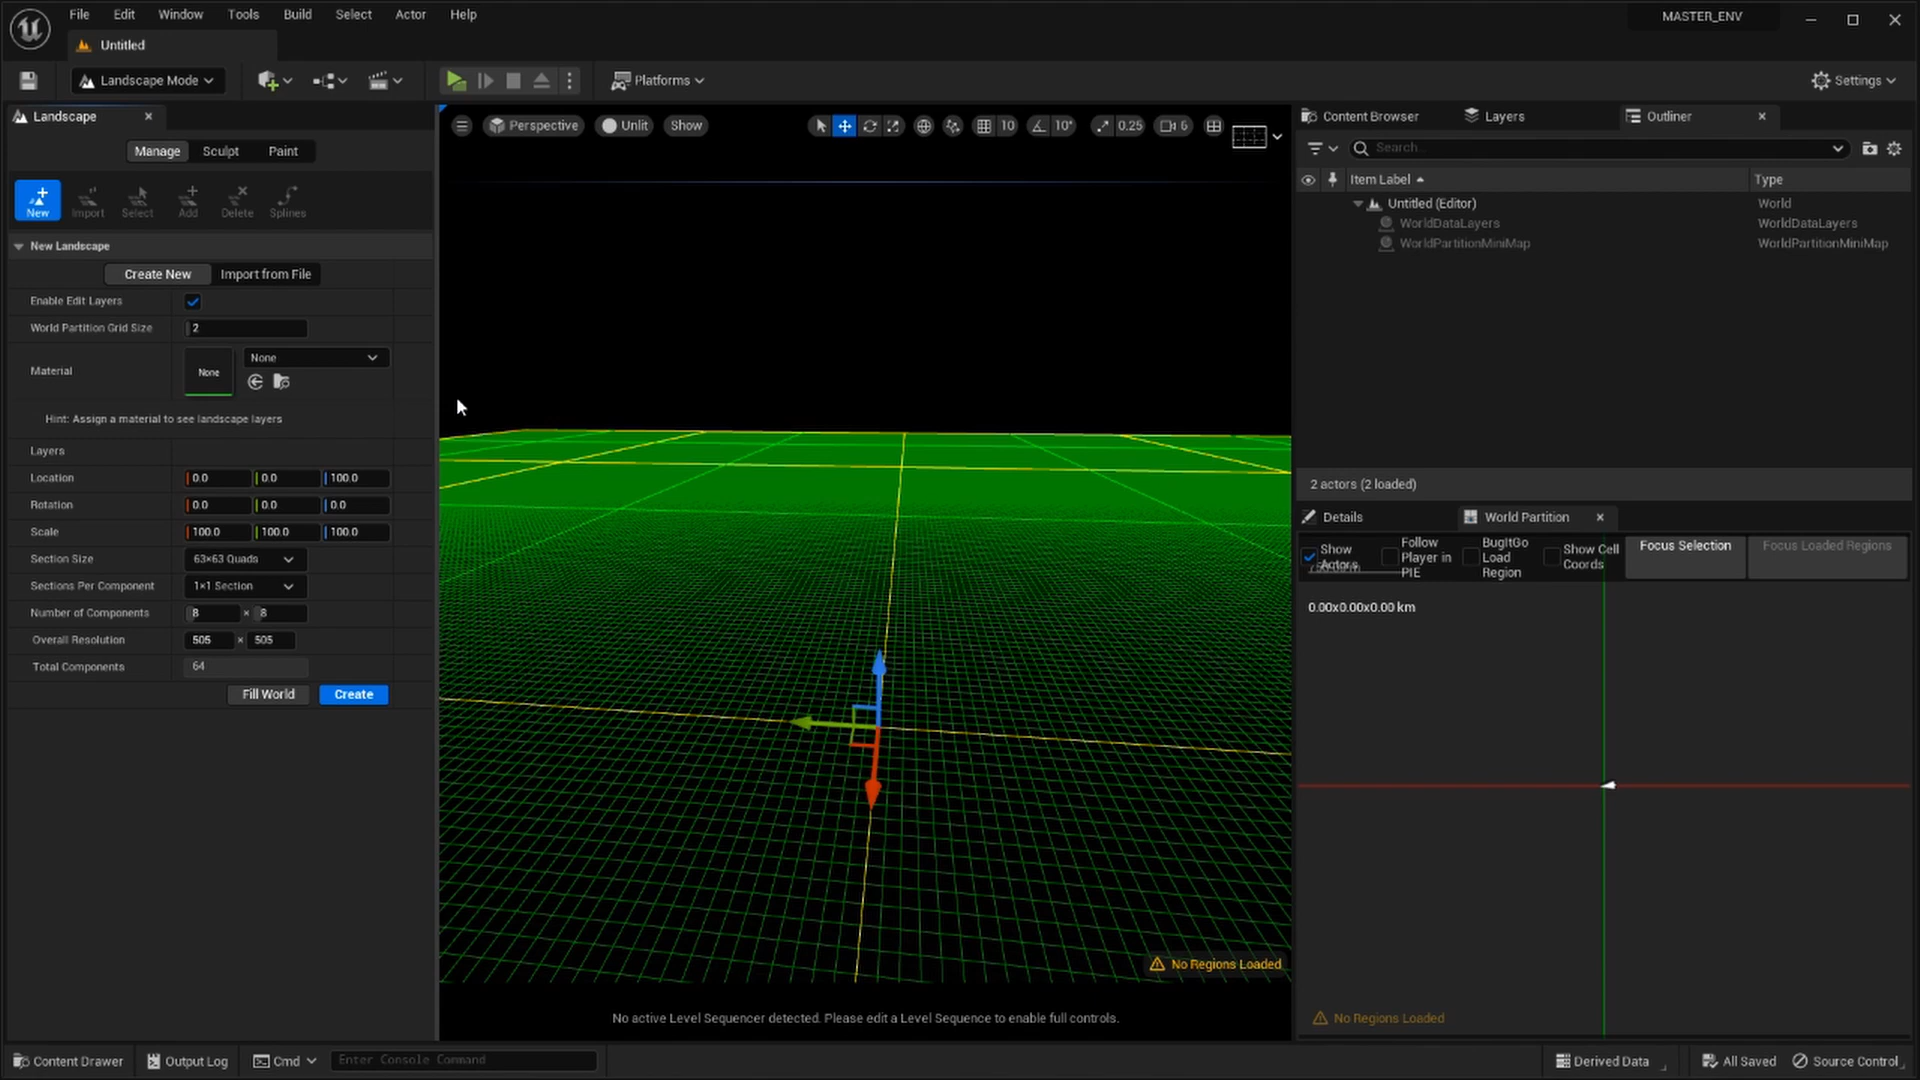 File Edit Window Tools Build Select Actor Help
MASTER_ENV
Untitled
Landscape Mode
Platforms
Settings
Landscape
Manage Sculpt Paint
New Import Select Add Delete Splines
New Landscape
Create New Import from File
Enable Edit Layers
World Partition Grid Size 2
Material None None
Hint: Assign a material to see landscape layers
Layers
Location 0.0 0.0 100.0
Rotation 0.0 0.0 0.0
Scale 100.0 100.0 100.0
Section Size 63×63 Quads
Sections Per Component 1×1 Section
Number of Components 8 × 8
Overall Resolution 505 × 505
Total Components 64
Fill World Create
Perspective Unlit Show 10 10° 0.25 6
No Regions Loaded
No active Level Sequencer detected. Please edit a Level Sequence to enable full controls.
Content Browser Layers Outliner
Search...
Item Label Type
Untitled (Editor) World
WorldDataLayers WorldDataLayers
WorldPartitionMiniMap WorldPartitionMiniMap
2 actors (2 loaded)
Details World Partition
Show Actors
Follow Player in PIE
BugItGo Load Region
Show Cell Coords
Focus Selection Focus Loaded Regions
0.00x0.00x0.00 km
No Regions Loaded
Content Drawer Output Log Cmd Enter Console Command
Derived Data All Saved Source Control